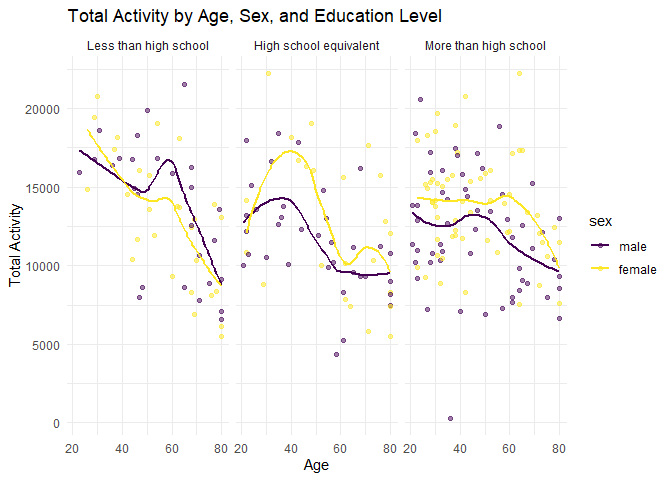 Total Activity by Age, Sex, and Education Level
Less than high school High school equivalent More than high school
20000
15000
10000
5000
0
Total Activity
20 40 60 80 20 40 60 80 20 40 60 80
Age
sex
male
female